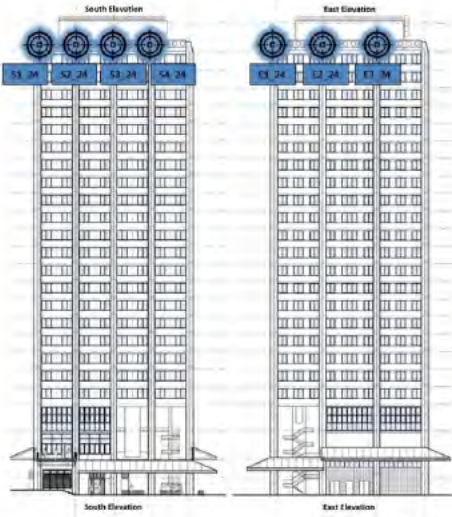 South Elevation
East Elevation
S1_24
S2_24
S3_24
S4_24
E1_24
E2_24
E3_24
South Elevation
East Elevation